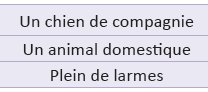 Un chien de compagnie
Un animal domestique
Plein de larmes